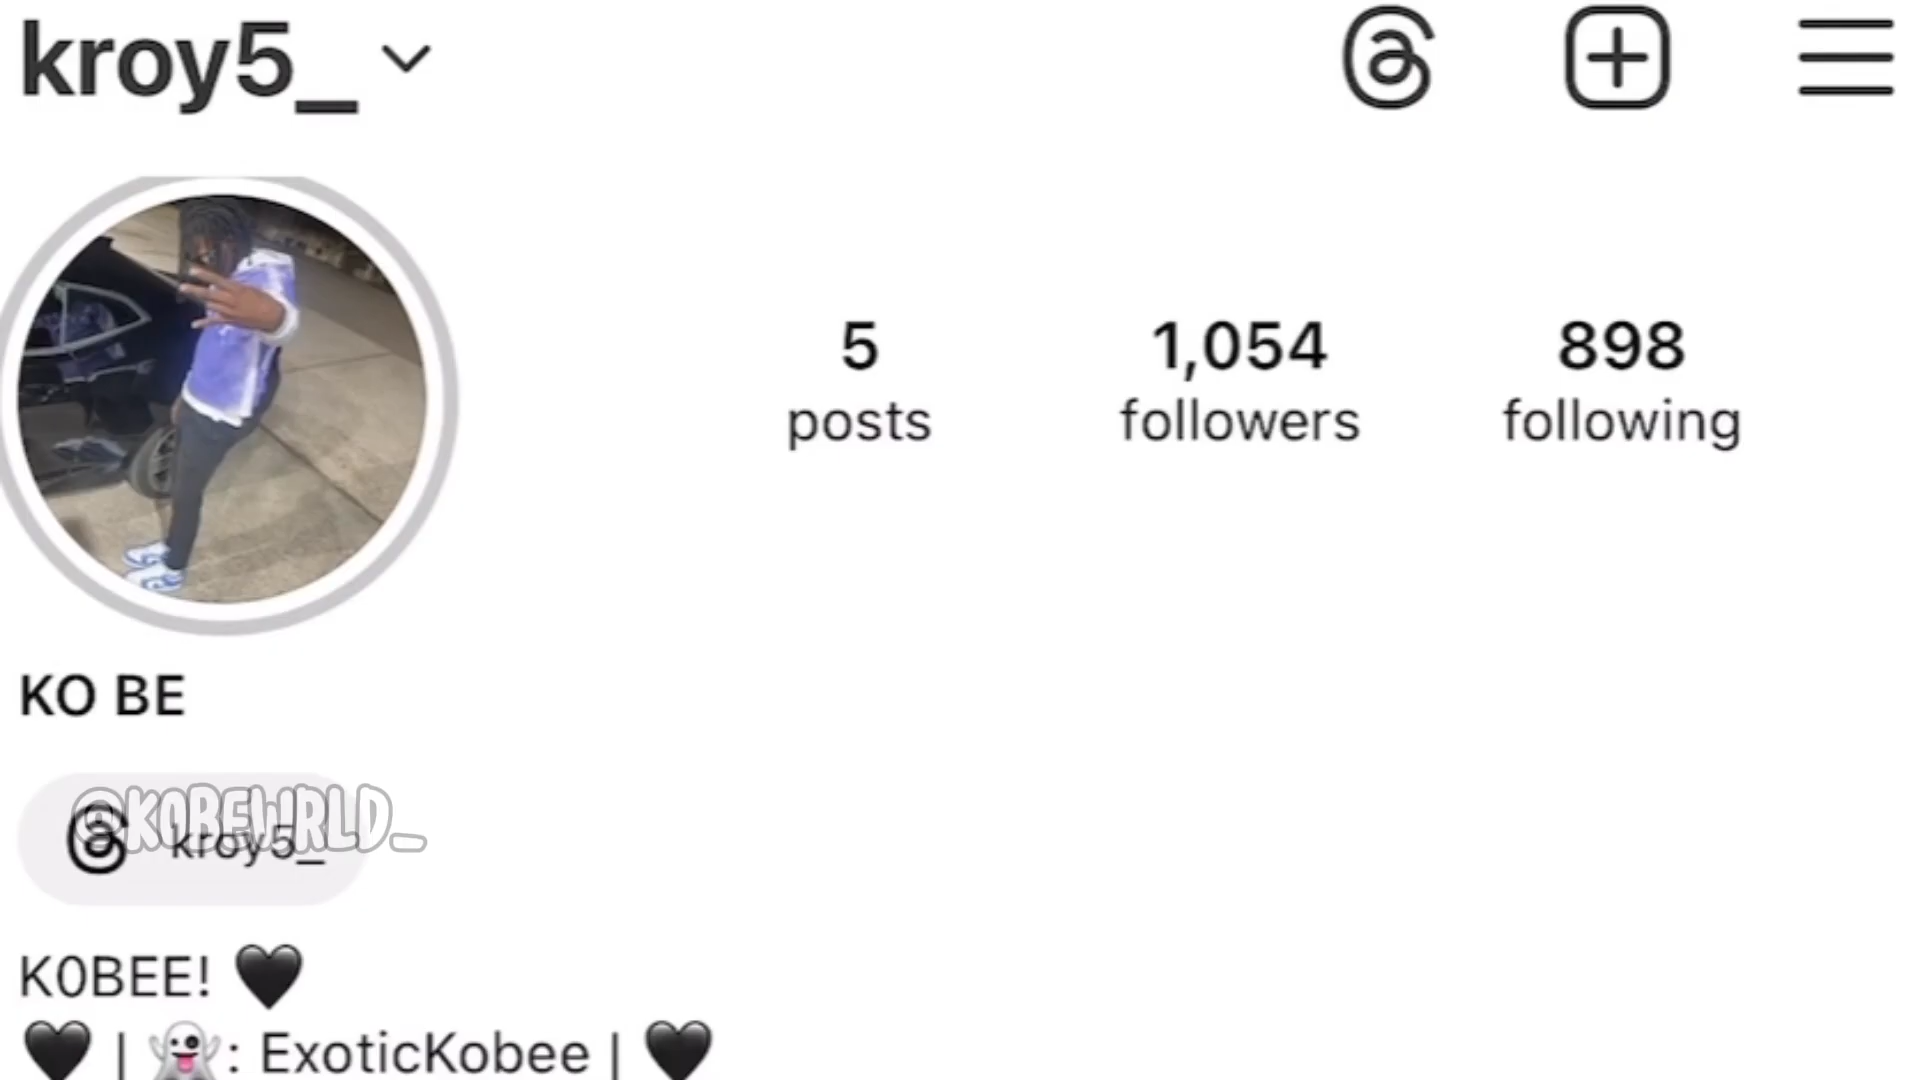 kroy5_
5 1,054 898
posts followers following
KO BE
@KOBEWRLD_
kroy5_
K0BEE! 🖤
🖤 | 👻: ExoticKobee | 🖤